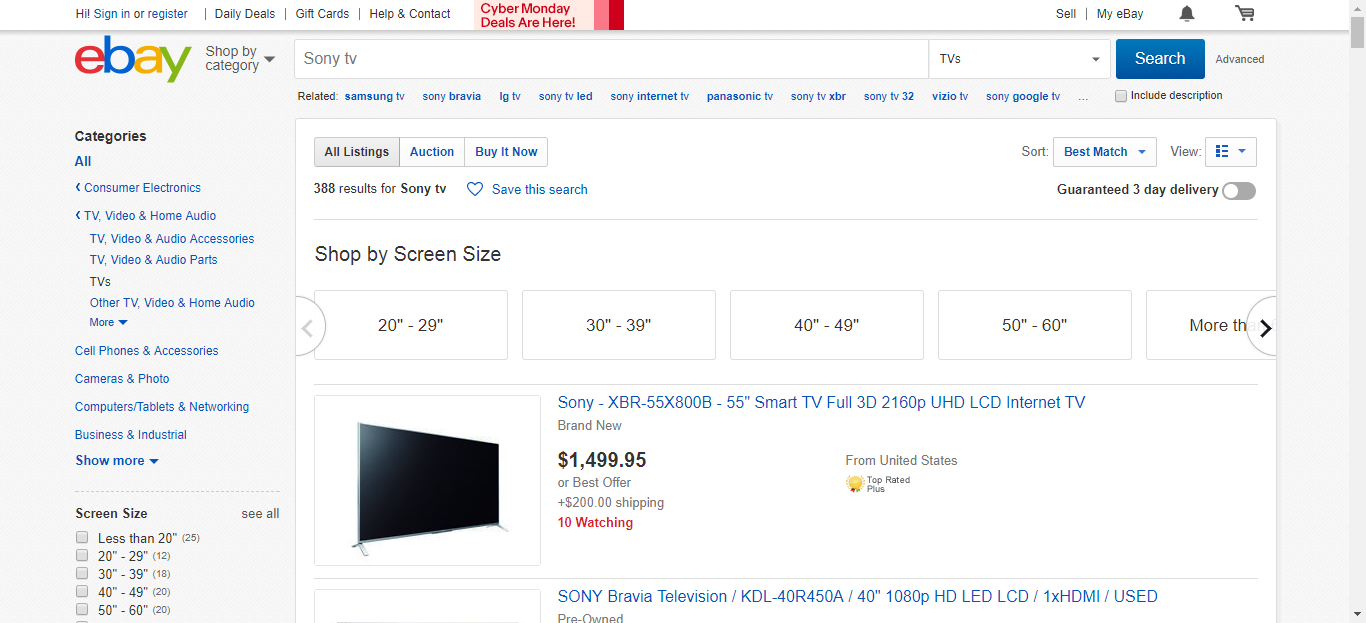 Hi! Sign in or register | Daily Deals | Gift Cards | Help & Contact
Cyber Monday
Deals Are Here!
Sell | My eBay
ebay
Shop by
category
Sony tv
TVs
Search
Advanced
Related: samsung tv sony bravia lg tv sony tv led sony internet tv panasonic tv sony tv xbr sony tv 32 vizio tv sony google tv ...
Include description
Categories
All
Consumer Electronics
TV, Video & Home Audio
TV, Video & Audio Accessories
TV, Video & Audio Parts
TVs
Other TV, Video & Home Audio
More
Cell Phones & Accessories
Cameras & Photo
Computers/Tablets & Networking
Business & Industrial
Show more
Screen Size see all
Less than 20" (25)
20" - 29" (12)
30" - 39" (18)
40" - 49" (20)
50" - 60" (20)
All Listings Auction Buy It Now
Sort: Best Match View:
388 results for Sony tv Save this search
Guaranteed 3 day delivery
Shop by Screen Size
20" - 29" 30" - 39" 40" - 49" 50" - 60" More
Sony - XBR-55X800B - 55" Smart TV Full 3D 2160p UHD LCD Internet TV
Brand New
$1,499.95
or Best Offer
+$200.00 shipping
10 Watching
From United States
Top Rated
Plus
SONY Bravia Television / KDL-40R450A / 40" 1080p HD LED LCD / 1xHDMI / USED
Pre-Owned